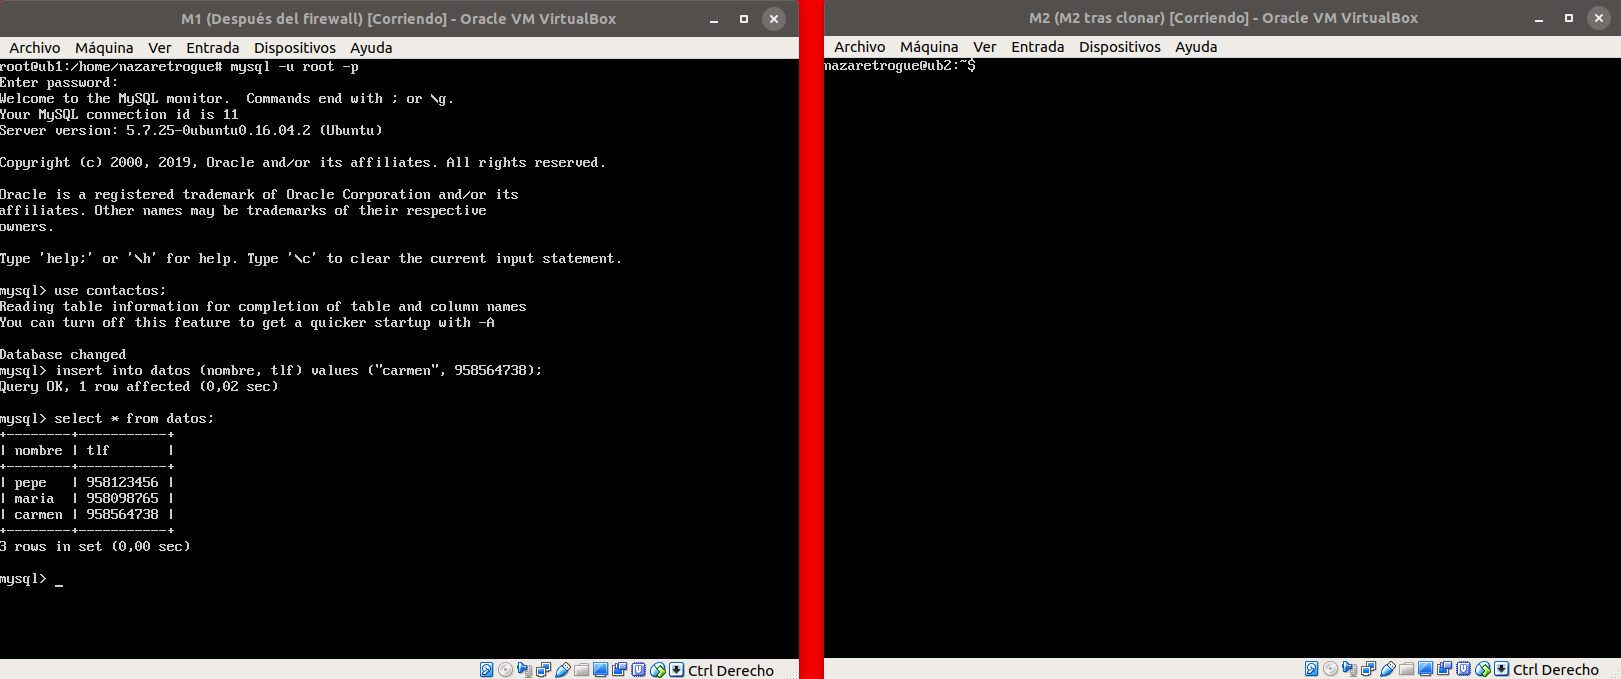 M1 (Después del firewall) [Corriendo] - Oracle VM VirtualBox
Archivo Máquina Ver Entrada Dispositivos Ayuda
root@ub1:/home/nazaretrogue# mysql -u root -p
Enter password:
Welcome to the MySQL monitor.  Commands end with ; or \g.
Your MySQL connection id is 11
Server version: 5.7.25-0ubuntu0.16.04.2 (Ubuntu)
Copyright (c) 2000, 2019, Oracle and/or its affiliates. All rights reserved.
Oracle is a registered trademark of Oracle Corporation and/or its
affiliates. Other names may be trademarks of their respective
owners.
Type 'help;' or '\h' for help. Type '\c' to clear the current input statement.
mysql> use contactos;
Reading table information for completion of table and column names
You can turn off this feature to get a quicker startup with -A
Database changed
mysql> insert into datos (nombre, tlf) values ("carmen", 958564738);
Query OK, 1 row affected (0,02 sec)
mysql> select * from datos;
+--------+-----------+
| nombre | tlf       |
+--------+-----------+
| pepe   | 958123456 |
| maria  | 958098765 |
| carmen | 958564738 |
+--------+-----------+
3 rows in set (0,00 sec)
mysql> _
Ctrl Derecho
M2 (M2 tras clonar) [Corriendo] - Oracle VM VirtualBox
Archivo Máquina Ver Entrada Dispositivos Ayuda
nazaretrogue@ub2:~$
Ctrl Derecho